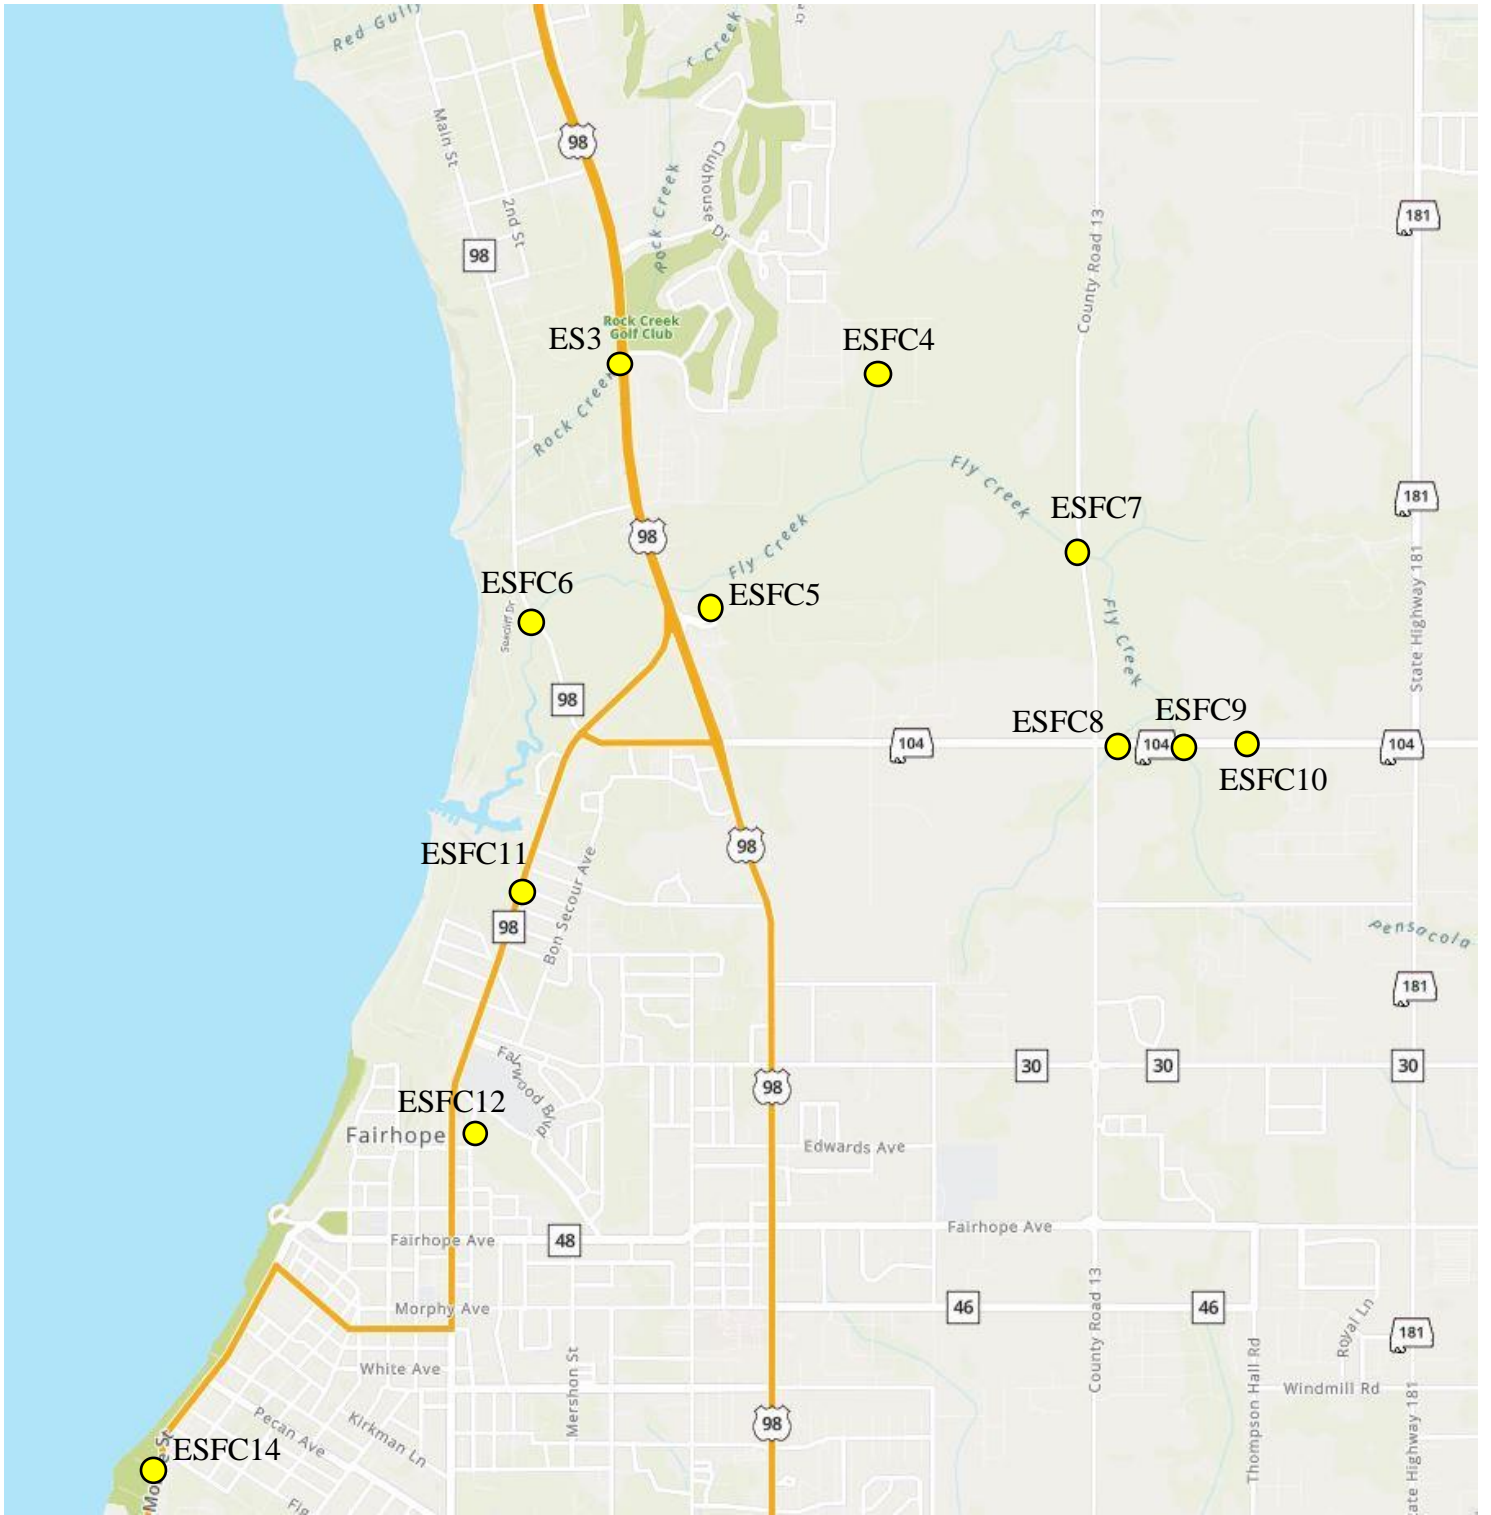 Red Gully
Creek
98
Main St
Clubhouse Dr
Rock Creek
2nd St
98
County Road 13
181
Rock Creek
Golf Club
ES3
ESFC4
Rock Creek
Fly Creek
181
ESFC7
98
Fly Creek
ESFC6
ESFC5
Seacliff Dr
Fly Creek
State Highway 181
98
ESFC8
ESFC9
104
104
104
ESFC10
ESFC11
98
Bon Secour Ave
98
Pensacola
181
Fairwood Blvd
30
30
30
98
ESFC12
Fairhope
Edwards Ave
Fairhope Ave
48
Fairhope Ave
Morphy Ave
46
46
County Road 13
Royal Ln
181
White Ave
Mershon St
Thompson Hall Rd
Windmill Rd
Pecan Ave
Kirkman Ln
98
ate Highway 181
ESFC14
Fig